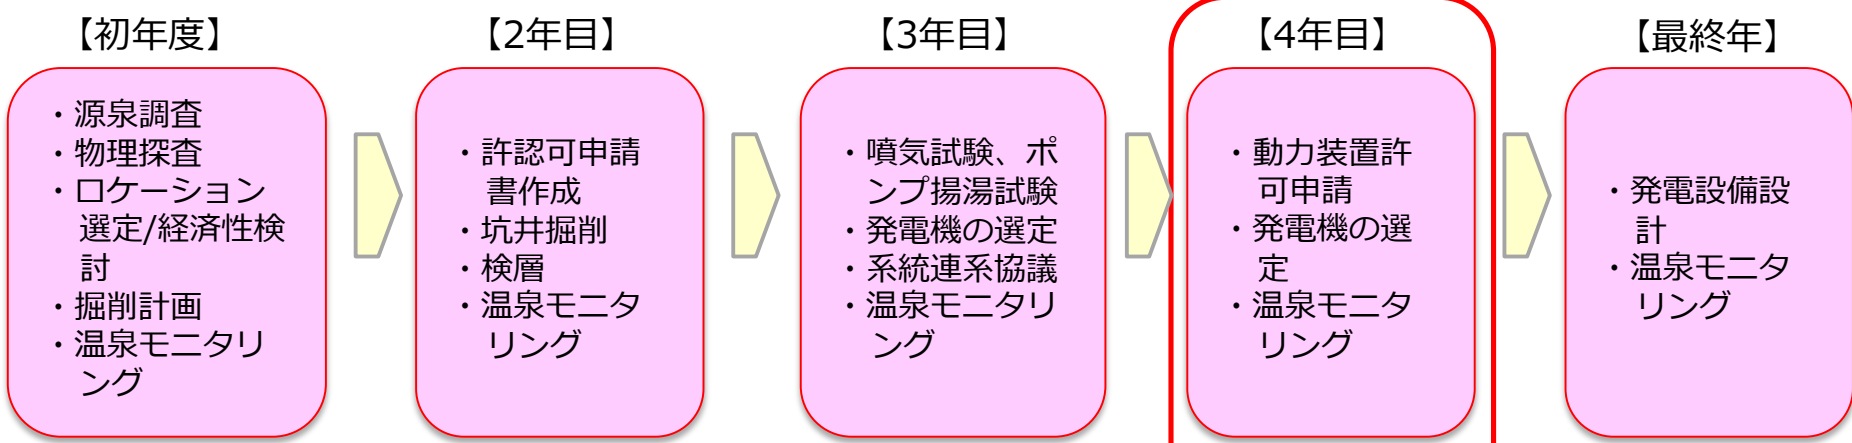 【初年度】
・源泉調査
・物理探査
・ロケーション
選定/経済性検
討
・掘削計画
・温泉モニタリ
ング
【2年目】
・許認可申請
書作成
・坑井掘削
・検層
・温泉モニタ
リング
【3年目】
・噴気試験、ポ
ンプ揚湯試験
・発電機の選定
・系統連系協議
・温泉モニタリ
ング
【4年目】
・動力装置許
可申請
・発電機の選
定
・温泉モニタ
リング
【最終年】
・発電設備設
計
・温泉モニタ
リング